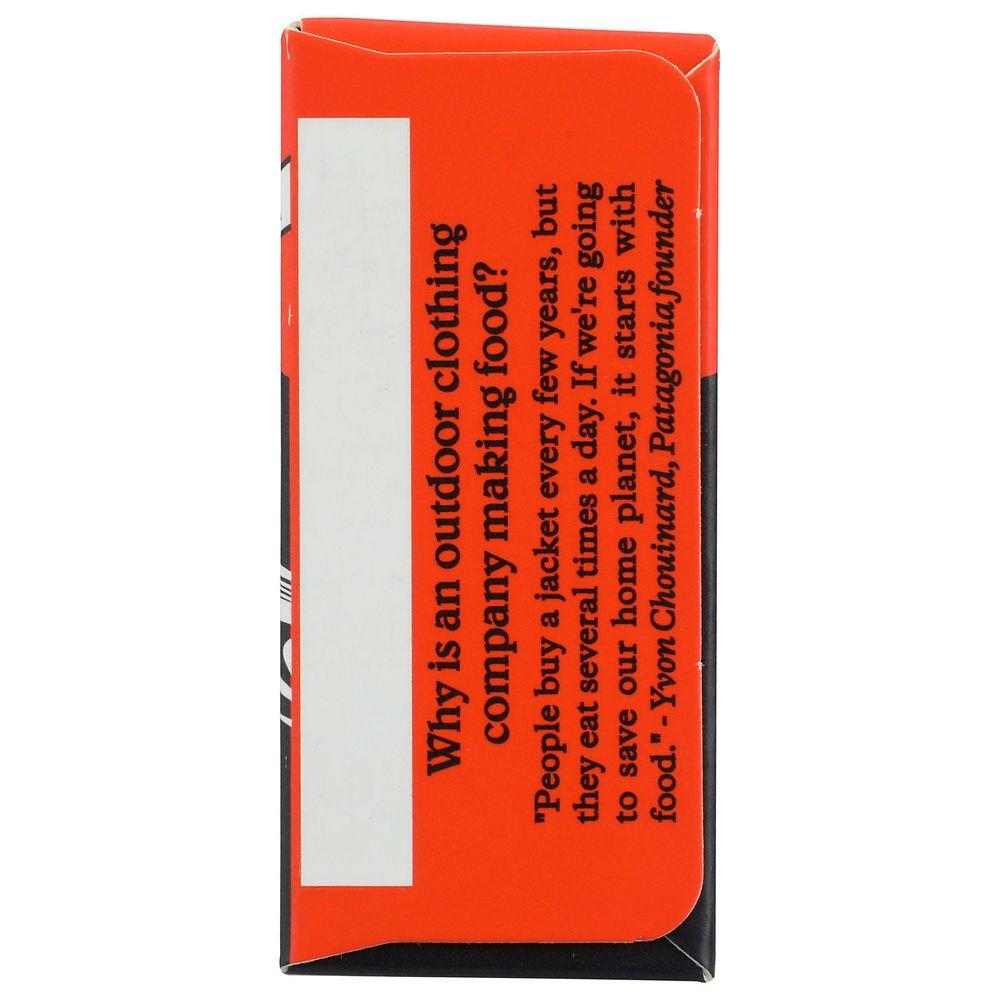 Why is an outdoor clothing
company making food?
"People buy a jacket every few years, but
they eat several times a day. If we're going
to save our home planet, it starts with
food." - Yvon Chouinard, Patagonia founder